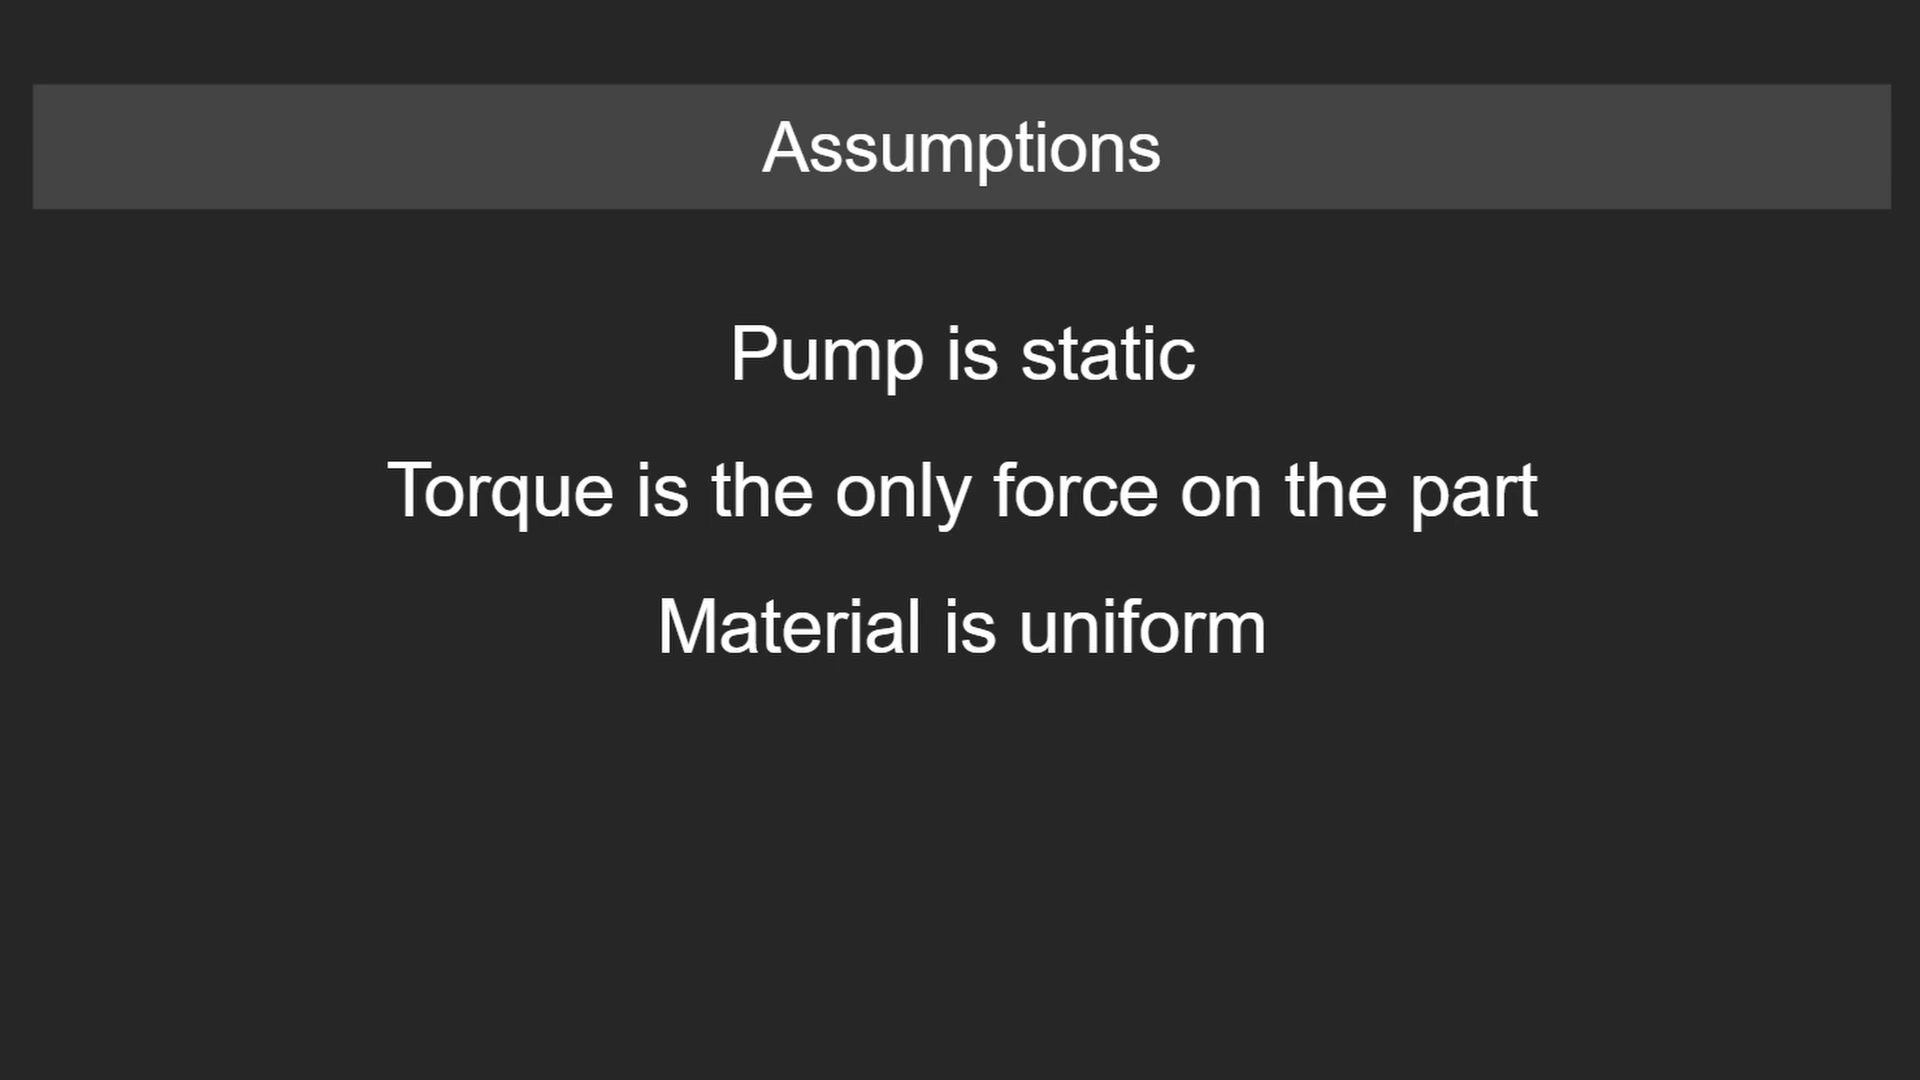 Assumptions
Pump is static
Torque is the only force on the part
Material is uniform